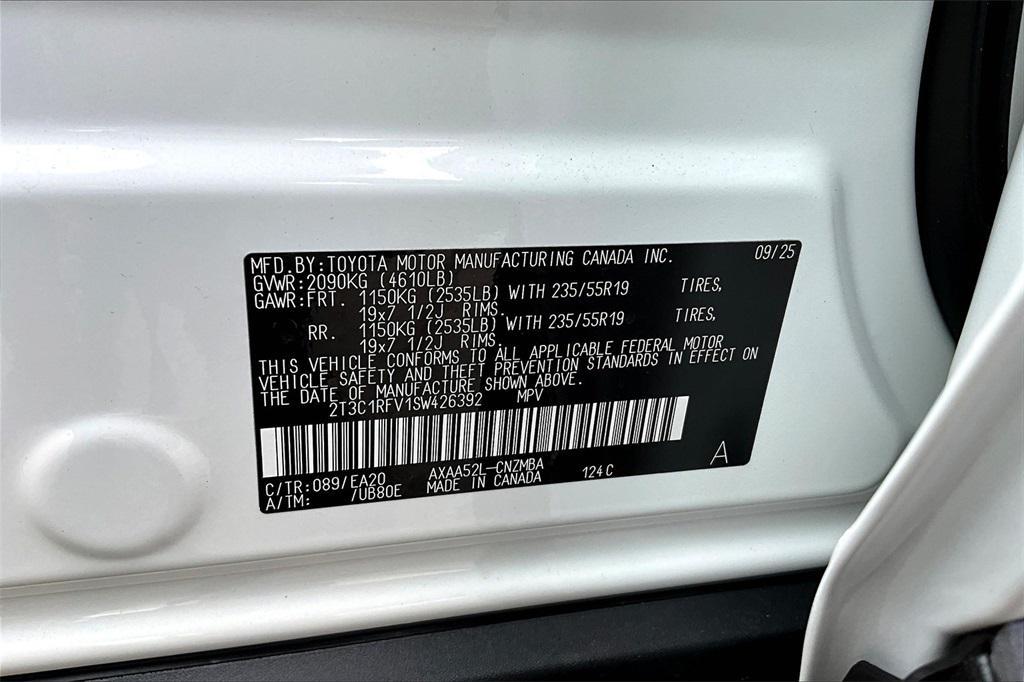 MFD.BY:TOYOTA MOTOR MANUFACTURING CANADA INC. 09/25
GVWR:2090KG (4610LB)
GAWR:FRT. 1150KG (2535LB) WITH 235/55R19 TIRES,
19x7 1/2J RIMS.
RR. 1150KG (2535LB) WITH 235/55R19 TIRES,
19x7 1/2J RIMS.
THIS VEHICLE CONFORMS TO ALL APPLICABLE FEDERAL MOTOR
VEHICLE SAFETY AND THEFT PREVENTION STANDARDS IN EFFECT ON
THE DATE OF MANUFACTURE SHOWN ABOVE.
2T3C1RFV1SW426392 MPV
A
C/TR:089/EA20 AXAA52L-CNZMBA 124C
A/TM: /UB80E MADE IN CANADA